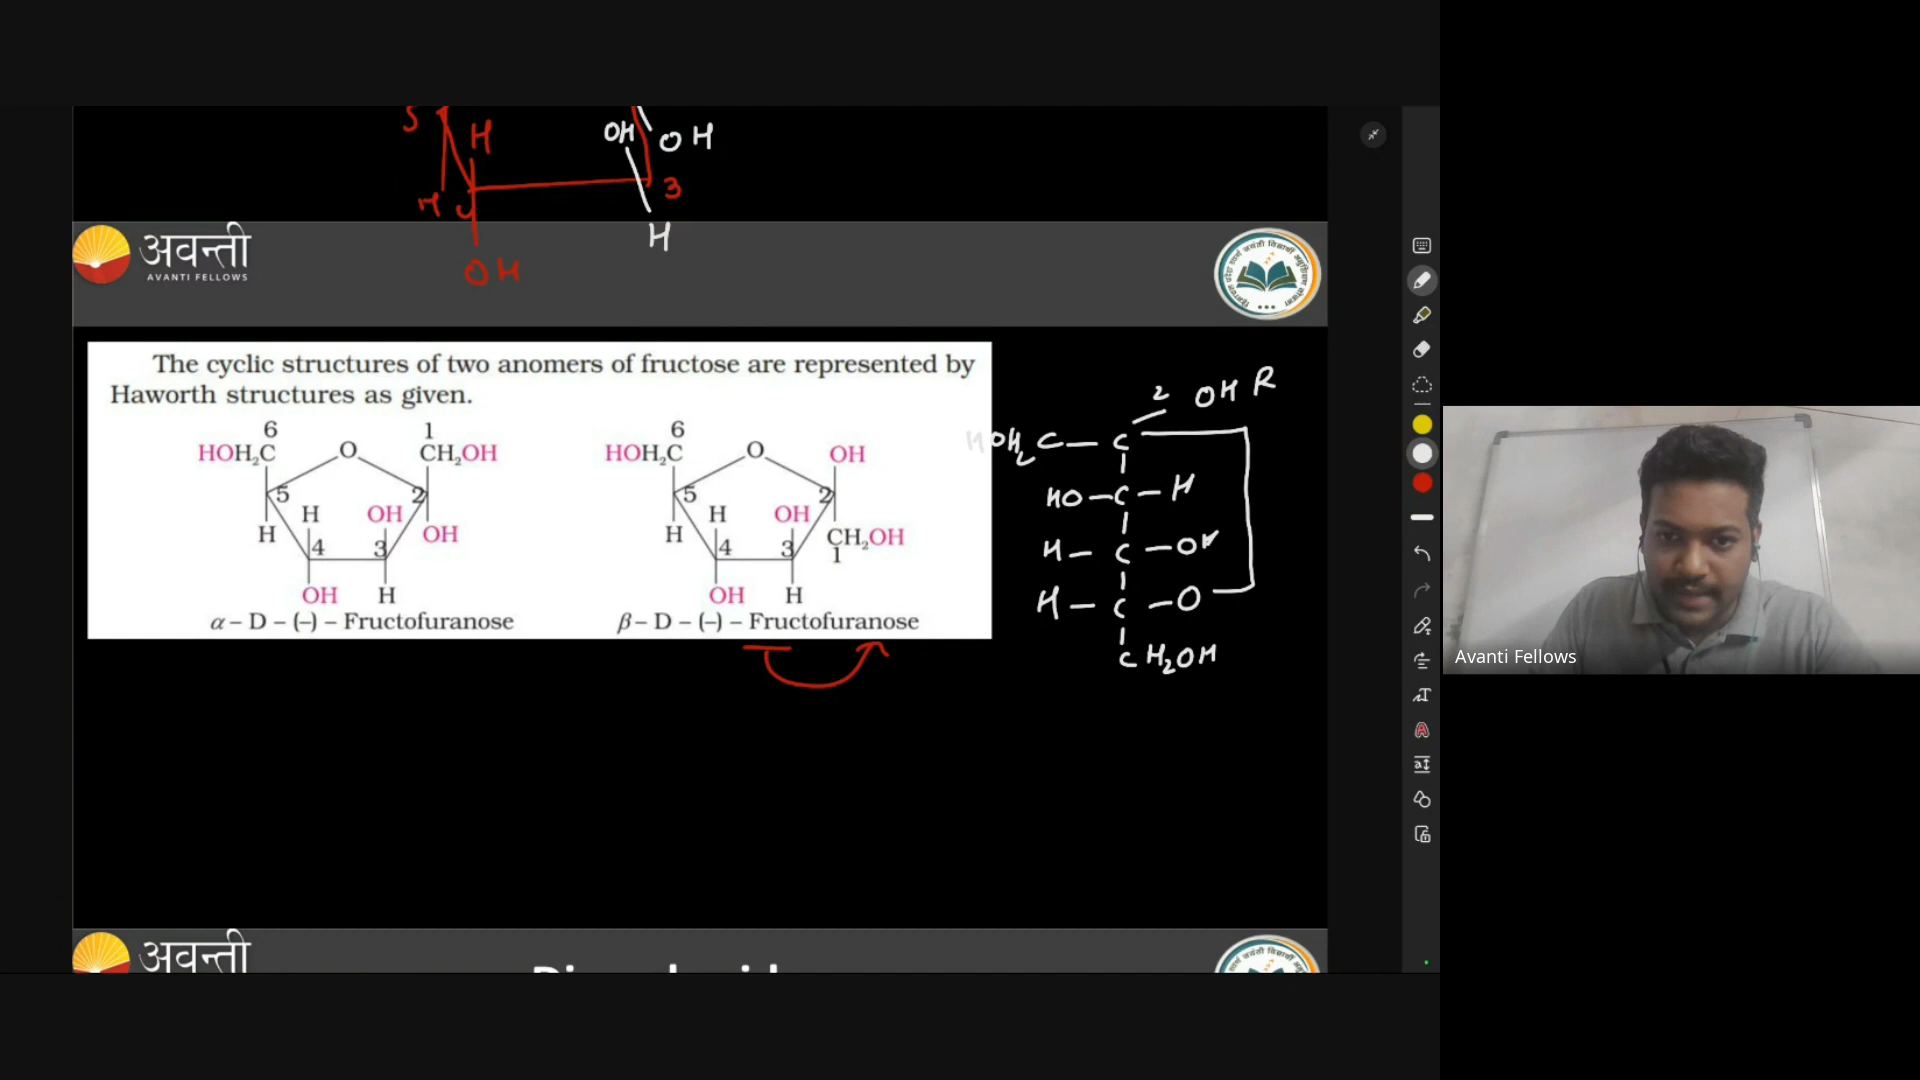 5
H
OH
OH
3
H
H
OH
अवन्ती
AVANTI FELLOWS
The cyclic structures of two anomers of fructose are represented by
Haworth structures as given.
6 1
HOH₂C O CH₂OH
5 2
H OH
H 4 3 OH
OH H
α – D – (–) – Fructofuranose
6
HOH₂C O OH
5 2
H OH
H 4 3 CH₂OH
1
OH H
β – D – (–) – Fructofuranose
2 OH R
HOH₂C – C
HO – C – H
H – C – OH
H – C – O
CH₂OH
Avanti Fellows
अवन्ती